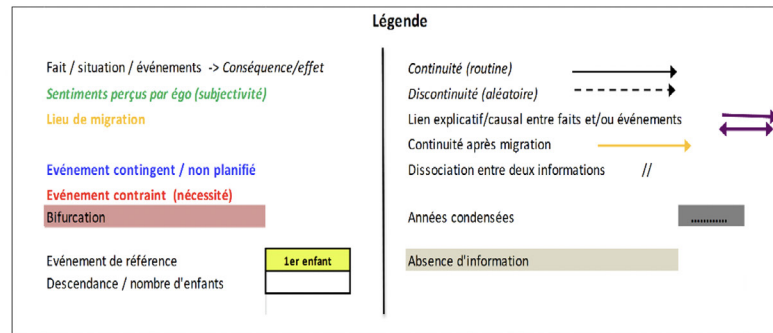 Légende
Fait / situation / événements -> Conséquence/effet
Sentiments perçus par égo (subjectivité)
Lieu de migration
Evénement contingent / non planifié
Evénement contraint (nécessité)
Bifurcation
Evénement de référence
1er enfant
Descendance / nombre d'enfants
Continuité (routine)
Discontinuité (aléatoire)
Lien explicatif/causal entre faits et/ou événements
Continuité après migration
Dissociation entre deux informations //
Années condensées
............
Absence d'information